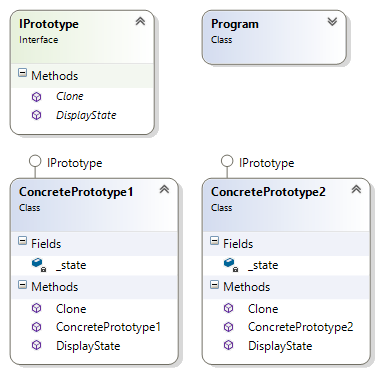 IPrototype
Interface
Methods
Clone
DisplayState
Program
Class
IPrototype
ConcretePrototype1
Class
Fields
_state
Methods
Clone
ConcretePrototype1
DisplayState
IPrototype
ConcretePrototype2
Class
Fields
_state
Methods
Clone
ConcretePrototype2
DisplayState